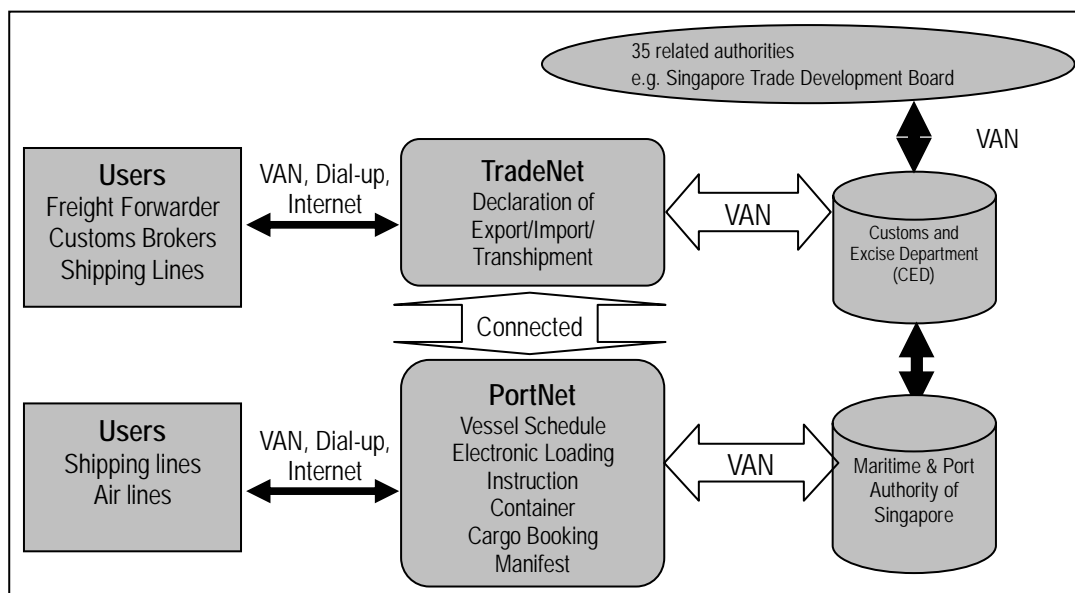 35 related authorities
e.g. Singapore Trade Development Board
VAN
Users
Freight Forwarder
Customs Brokers
Shipping Lines
VAN, Dial-up,
Internet
TradeNet
Declaration of
Export/Import/
Transhipment
VAN
Customs and
Excise Department
(CED)
Connected
Users
Shipping lines
Air lines
VAN, Dial-up,
Internet
PortNet
Vessel Schedule
Electronic Loading
Instruction
Container
Cargo Booking
Manifest
VAN
Maritime & Port
Authority of
Singapore